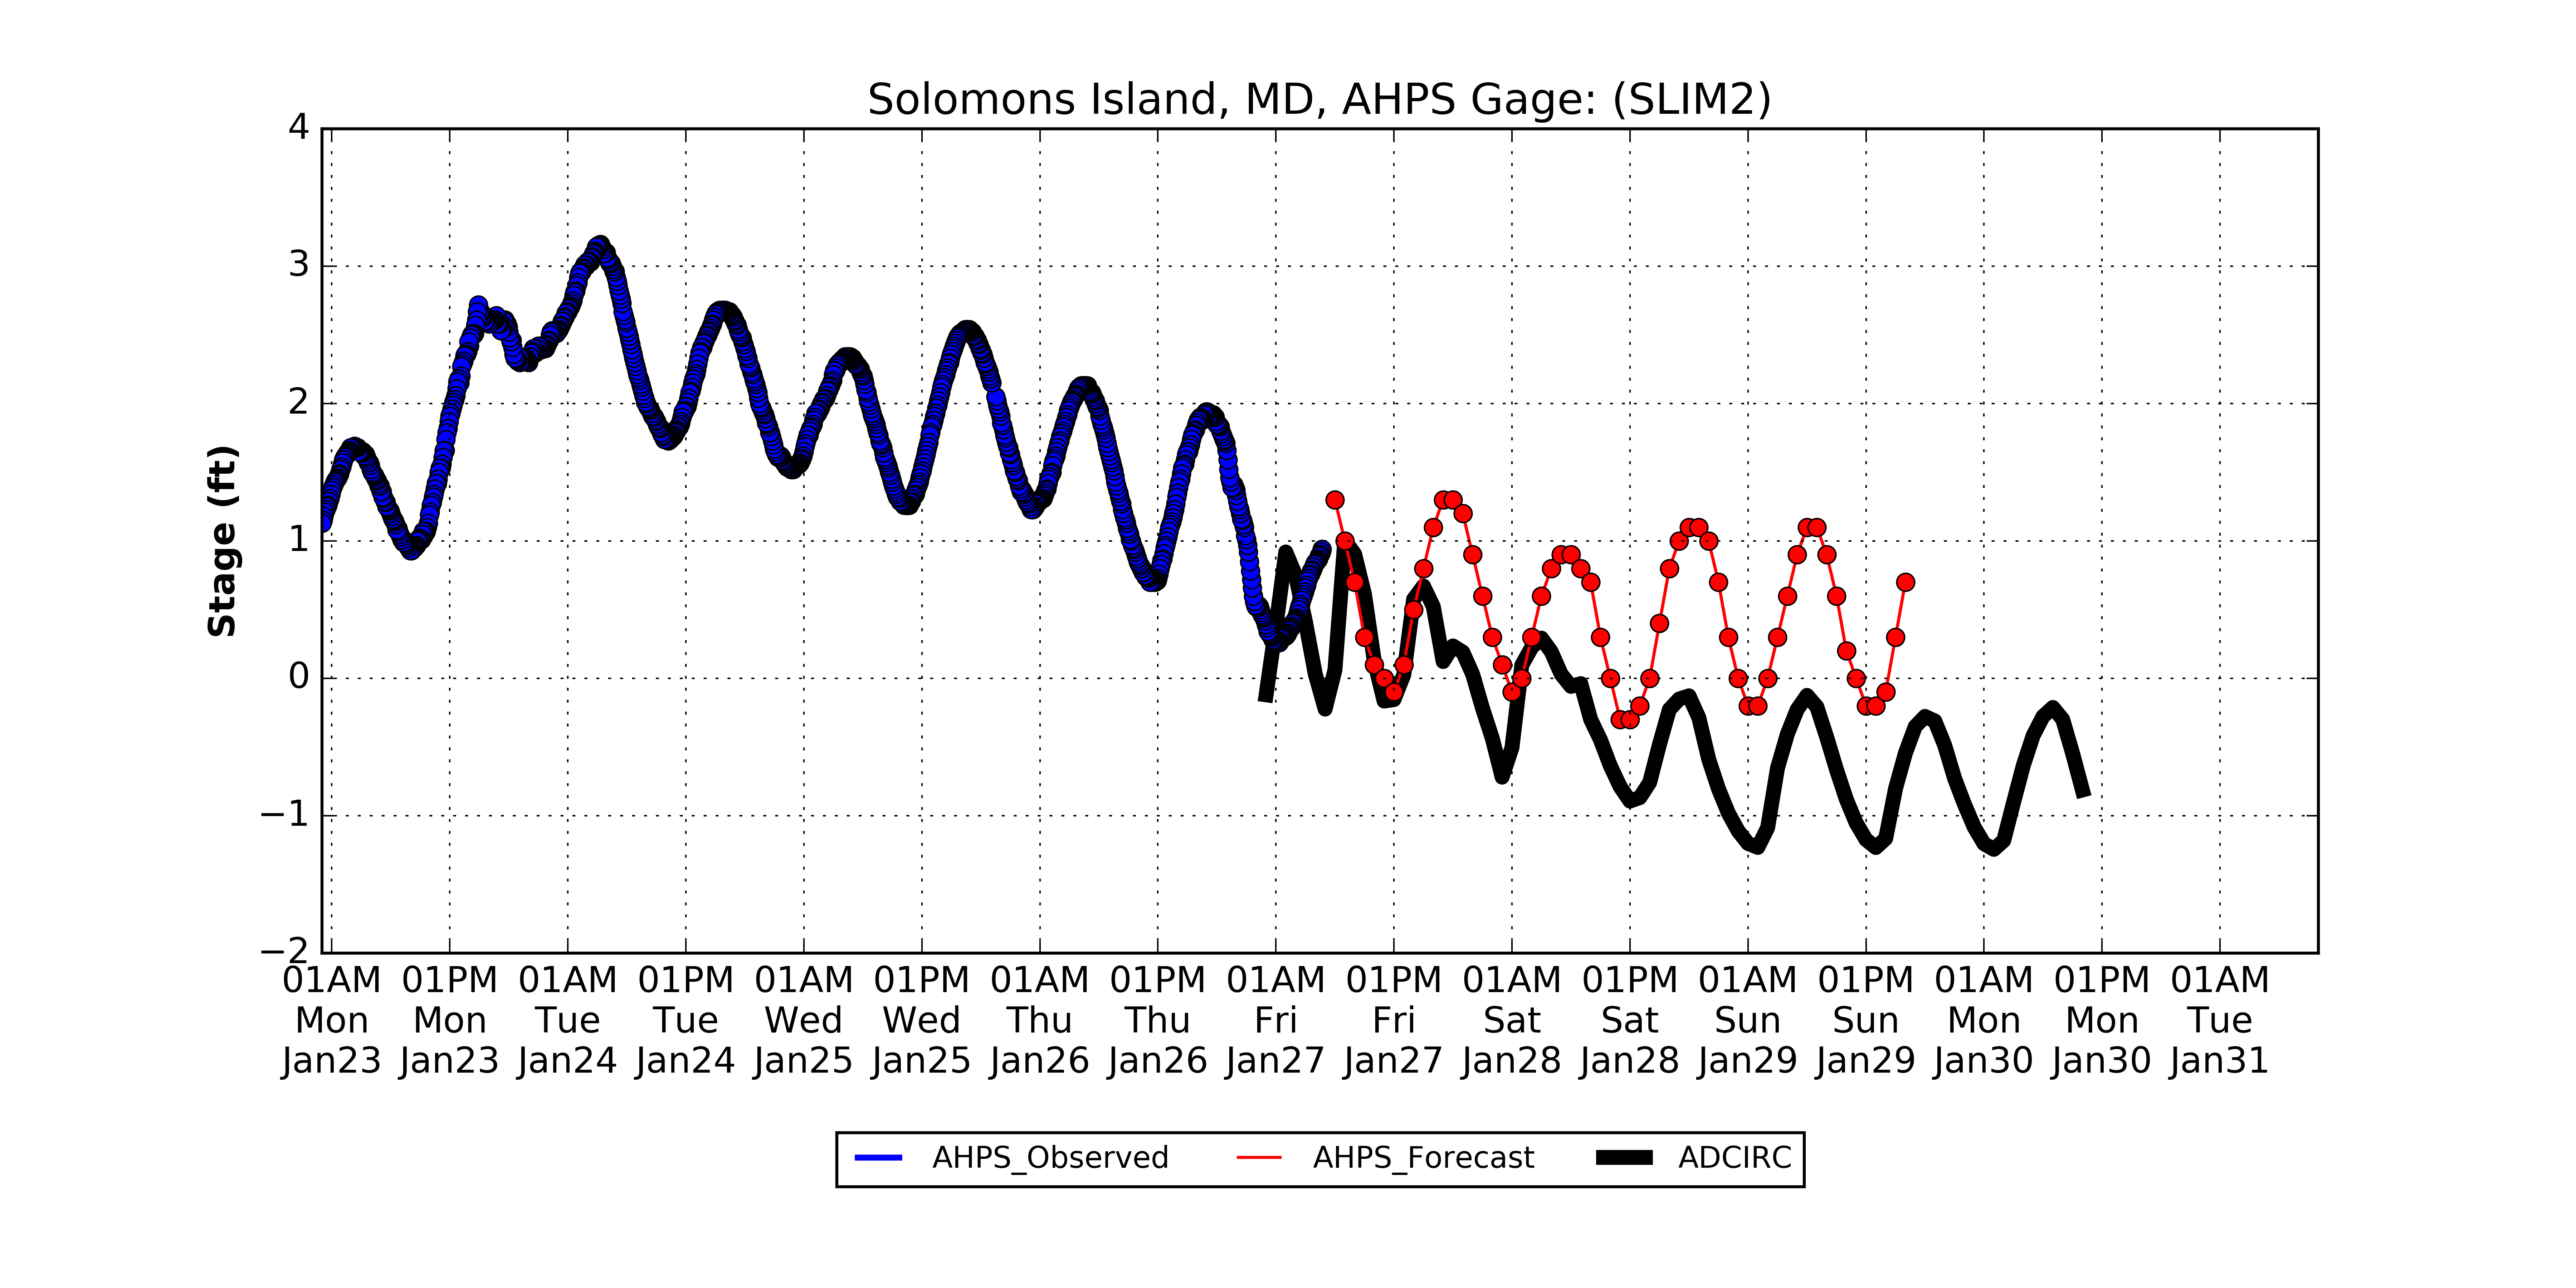 Solomons Island, MD, AHPS Gage: (SLIM2)
Stage (ft)
4
3
2
1
0
−1
−2
01AM 01PM 01AM 01PM 01AM 01PM 01AM 01PM 01AM 01PM 01AM 01PM 01AM 01PM 01AM 01PM 01AM
Mon Mon Tue Tue Wed Wed Thu Thu Fri Fri Sat Sat Sun Sun Mon Mon Tue
Jan23 Jan23 Jan24 Jan24 Jan25 Jan25 Jan26 Jan26 Jan27 Jan27 Jan28 Jan28 Jan29 Jan29 Jan30 Jan30 Jan31
AHPS_Observed AHPS_Forecast ADCIRC